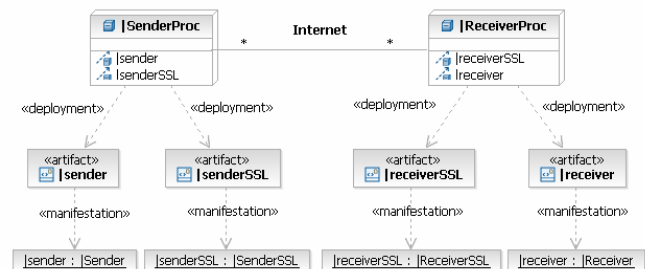 |SenderProc
Internet
|ReceiverProc
*
*
|sender
|senderSSL
|receiverSSL
|receiver
«deployment»
«deployment»
«deployment»
«deployment»
«artifact»
|sender
«artifact»
|senderSSL
«artifact»
|receiverSSL
«artifact»
|receiver
«manifestation»
«manifestation»
«manifestation»
«manifestation»
|sender : |Sender
|senderSSL : |SenderSSL
|receiverSSL : |ReceiverSSL
|receiver : |Receiver